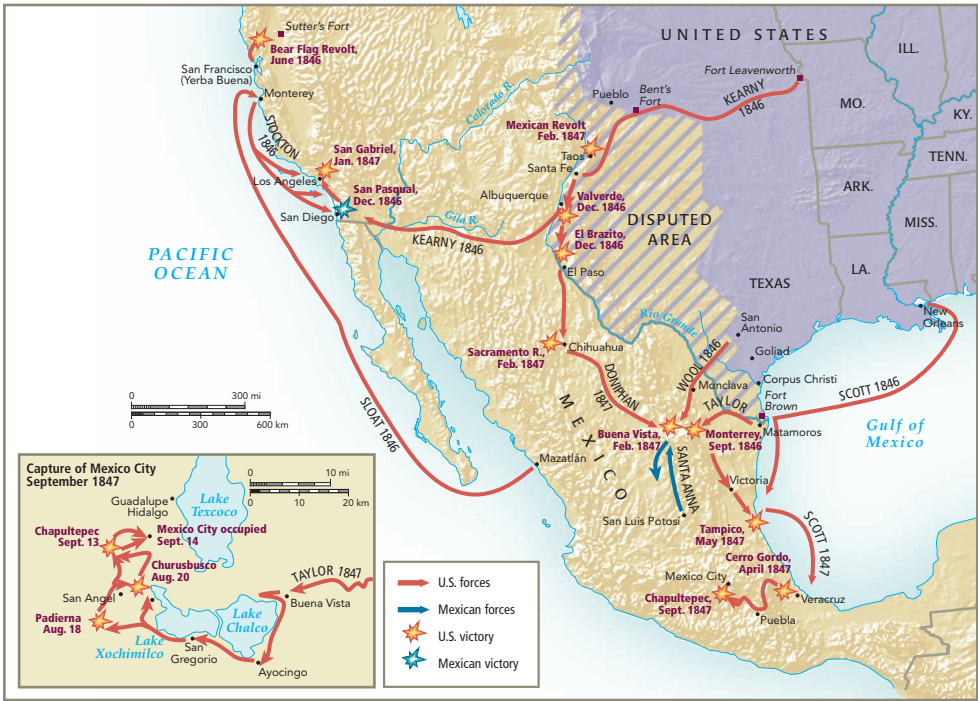 UNITED STATES
ILL.
Sutter's Fort
Bear Flag Revolt,
June 1846
San Francisco
(Yerba Buena)
Monterey
STOCKTON
1846
Colorado R.
Pueblo
Bent's
Fort
Fort Leavenworth
KEARNY
1846
MO.
KY.
TENN.
ARK.
MISS.
LA.
Mexican Revolt
Feb. 1847
Taos
Santa Fe
San Gabriel,
Jan. 1847
Los Angeles
San Pasqual,
Dec. 1846
San Diego
Albuquerque
Valverde,
Dec. 1846
Gila R.
KEARNY 1846
El Brazito,
Dec. 1846
El Paso
DISPUTED
AREA
TEXAS
PACIFIC
OCEAN
Rio Grande
San
Antonio
Goliad
New
Orleans
Sacramento R.,
Feb. 1847
Chihuahua
DONIPHAN
1847
WOOL 1846
Monclava
Corpus Christi
Fort
Brown
TAYLOR
Matamoros
SCOTT 1846
Gulf of
Mexico
0 300 mi
0 300 600 km
SLOAT 1846
MEXICO
Buena Vista,
Feb. 1847
Monterrey,
Sept. 1846
SANTA ANNA
Mazatlán
Victoria
San Luis Potosi
Tampico,
May 1847
SCOTT 1847
Cerro Gordo,
April 1847
Mexico City
Chapultepec,
Sept. 1847
Veracruz
Puebla
Capture of Mexico City
September 1847
0 10 mi
0 10 20 km
Guadalupe
Hidalgo
Lake
Texcoco
Chapultepec
Sept. 13
Mexico City occupied
Sept. 14
Churusbusco
Aug. 20
San Angel
TAYLOR 1847
Buena Vista
Padierna
Aug. 18
Lake
Chalco
Lake
Xochimilco
San
Gregorio
Ayocingo
U.S. forces
Mexican forces
U.S. victory
Mexican victory